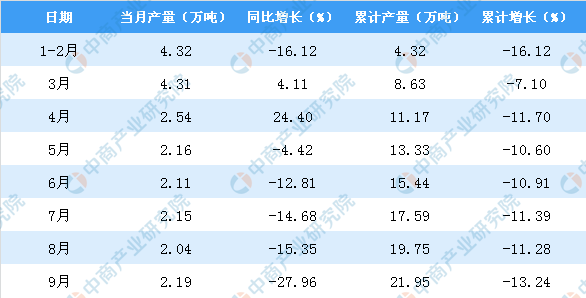 日期 当月产量（万吨） 同比增长（%） 累计产量（万吨） 累计增长（%）
1-2月 4.32 -16.12 4.32 -16.12
3月 4.31 4.11 8.63 -7.10
4月 2.54 24.40 11.17 -11.70
5月 2.16 -4.42 13.33 -10.60
6月 2.11 -12.81 15.44 -10.91
7月 2.15 -14.68 17.59 -11.39
8月 2.04 -15.35 19.75 -11.28
9月 2.19 -27.96 21.95 -13.24
中商产业研究院